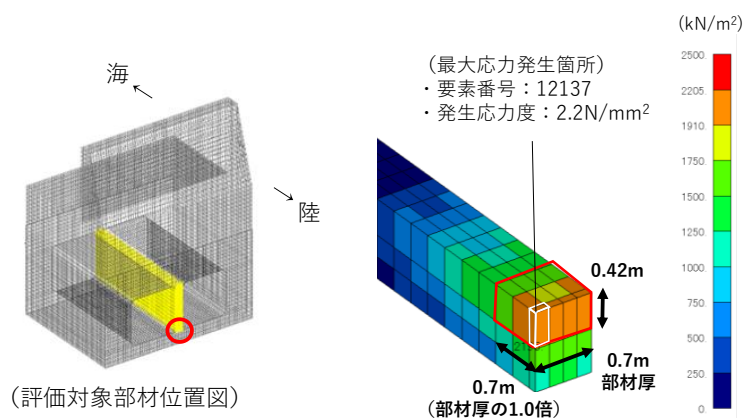 海
陸
(評価対象部材位置図)
(最大応力発生箇所)
・要素番号：12137
・発生応力度：2.2N/mm²
0.42m
0.7m
部材厚
0.7m
(部材厚の1.0倍)
(kN/m²)
2500.
2205.
1910.
1750.
1500.
1250.
1000.
750.
500.
250.
0.